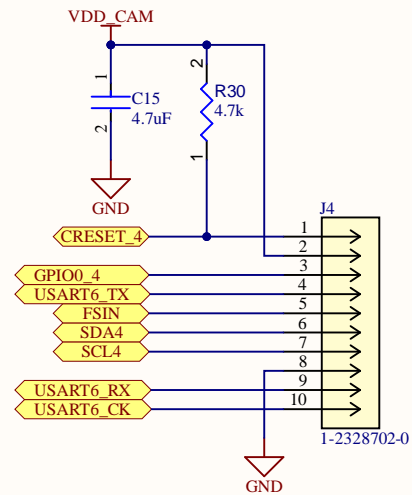 VDD_CAM
1
C15
4.7uF
2
GND
2
R30
4.7k
1
J4
CRESET_4
1
2
GPIO0_4
3
USART6_TX
4
FSIN
5
SDA4
6
SCL4
7
8
USART6_RX
9
USART6_CK
10
1-2328702-0
GND